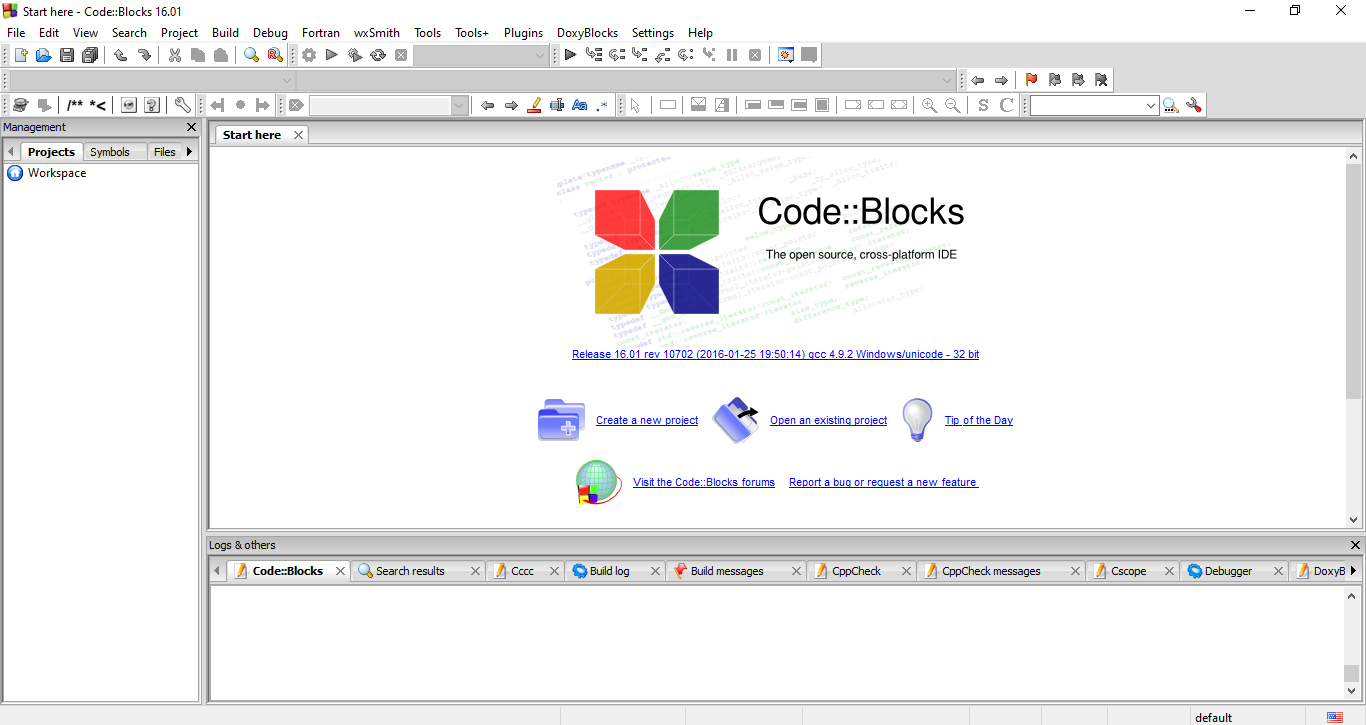 Start here - Code::Blocks 16.01
File Edit View Search Project Build Debug Fortran wxSmith Tools Tools+ Plugins DoxyBlocks Settings Help
/** *<
Aa .*
S C
Management
Start here
Projects Symbols Files
Workspace
Code::Blocks
The open source, cross-platform IDE
Release 16.01 rev 10702 (2016-01-25 19:50:14) gcc 4.9.2 Windows/unicode - 32 bit
Create a new project Open an existing project Tip of the Day
Visit the Code::Blocks forums Report a bug or request a new feature
Logs & others
Code::Blocks Search results Cccc Build log Build messages CppCheck CppCheck messages Cscope Debugger DoxyB
default